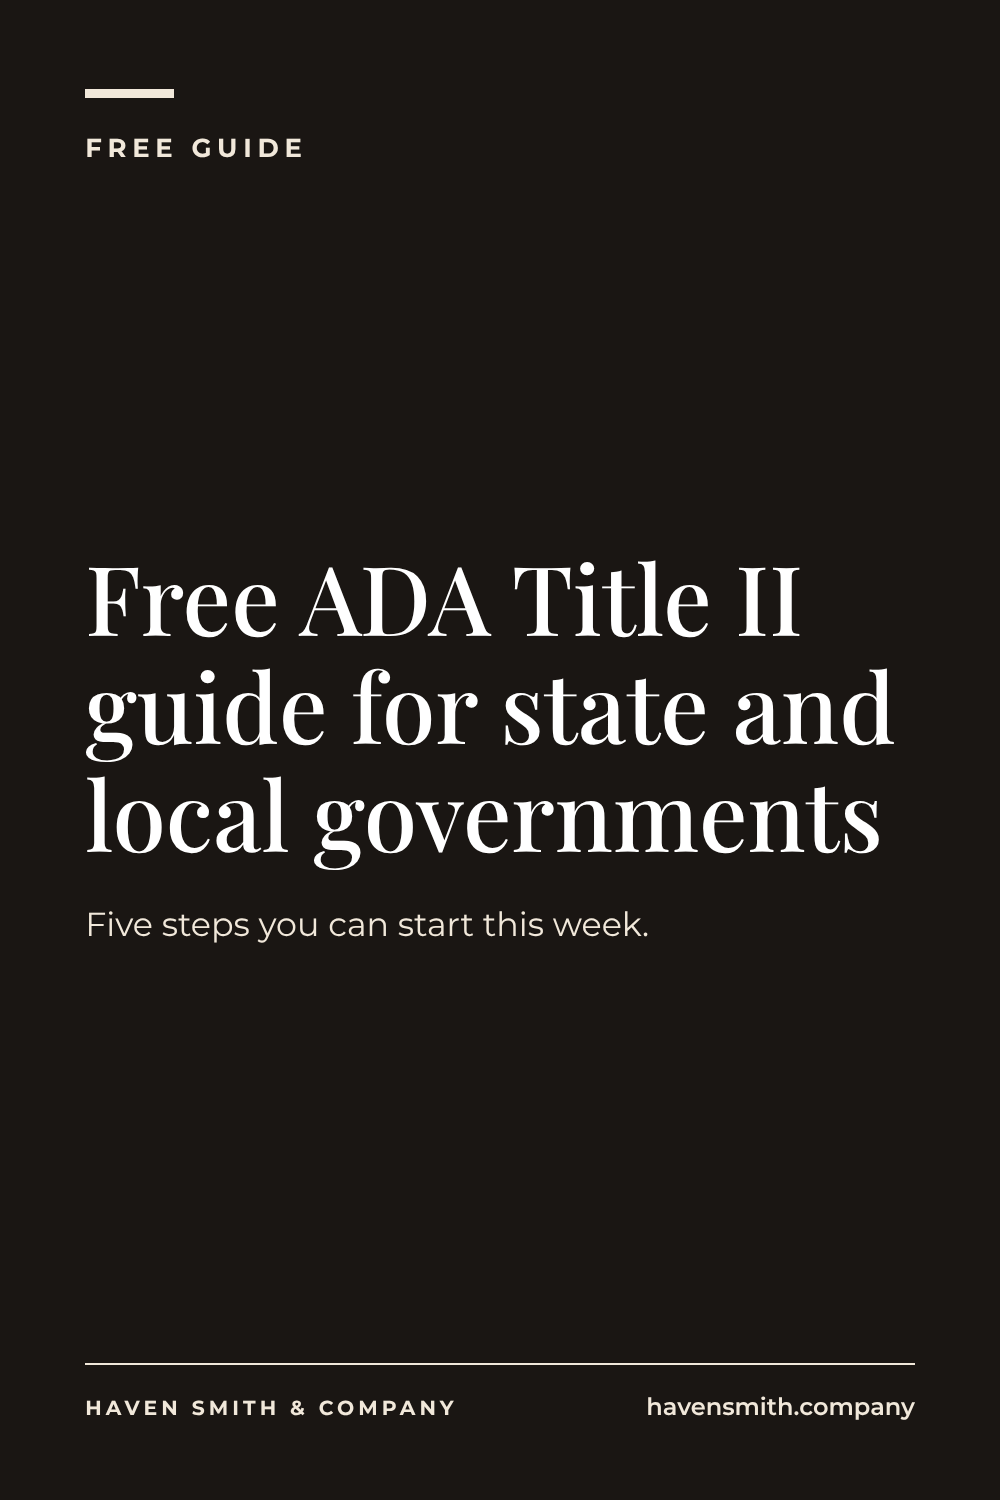 FREE GUIDE
Free ADA Title II
guide for state and
local governments
Five steps you can start this week.
HAVEN SMITH & COMPANY
havensmith.company